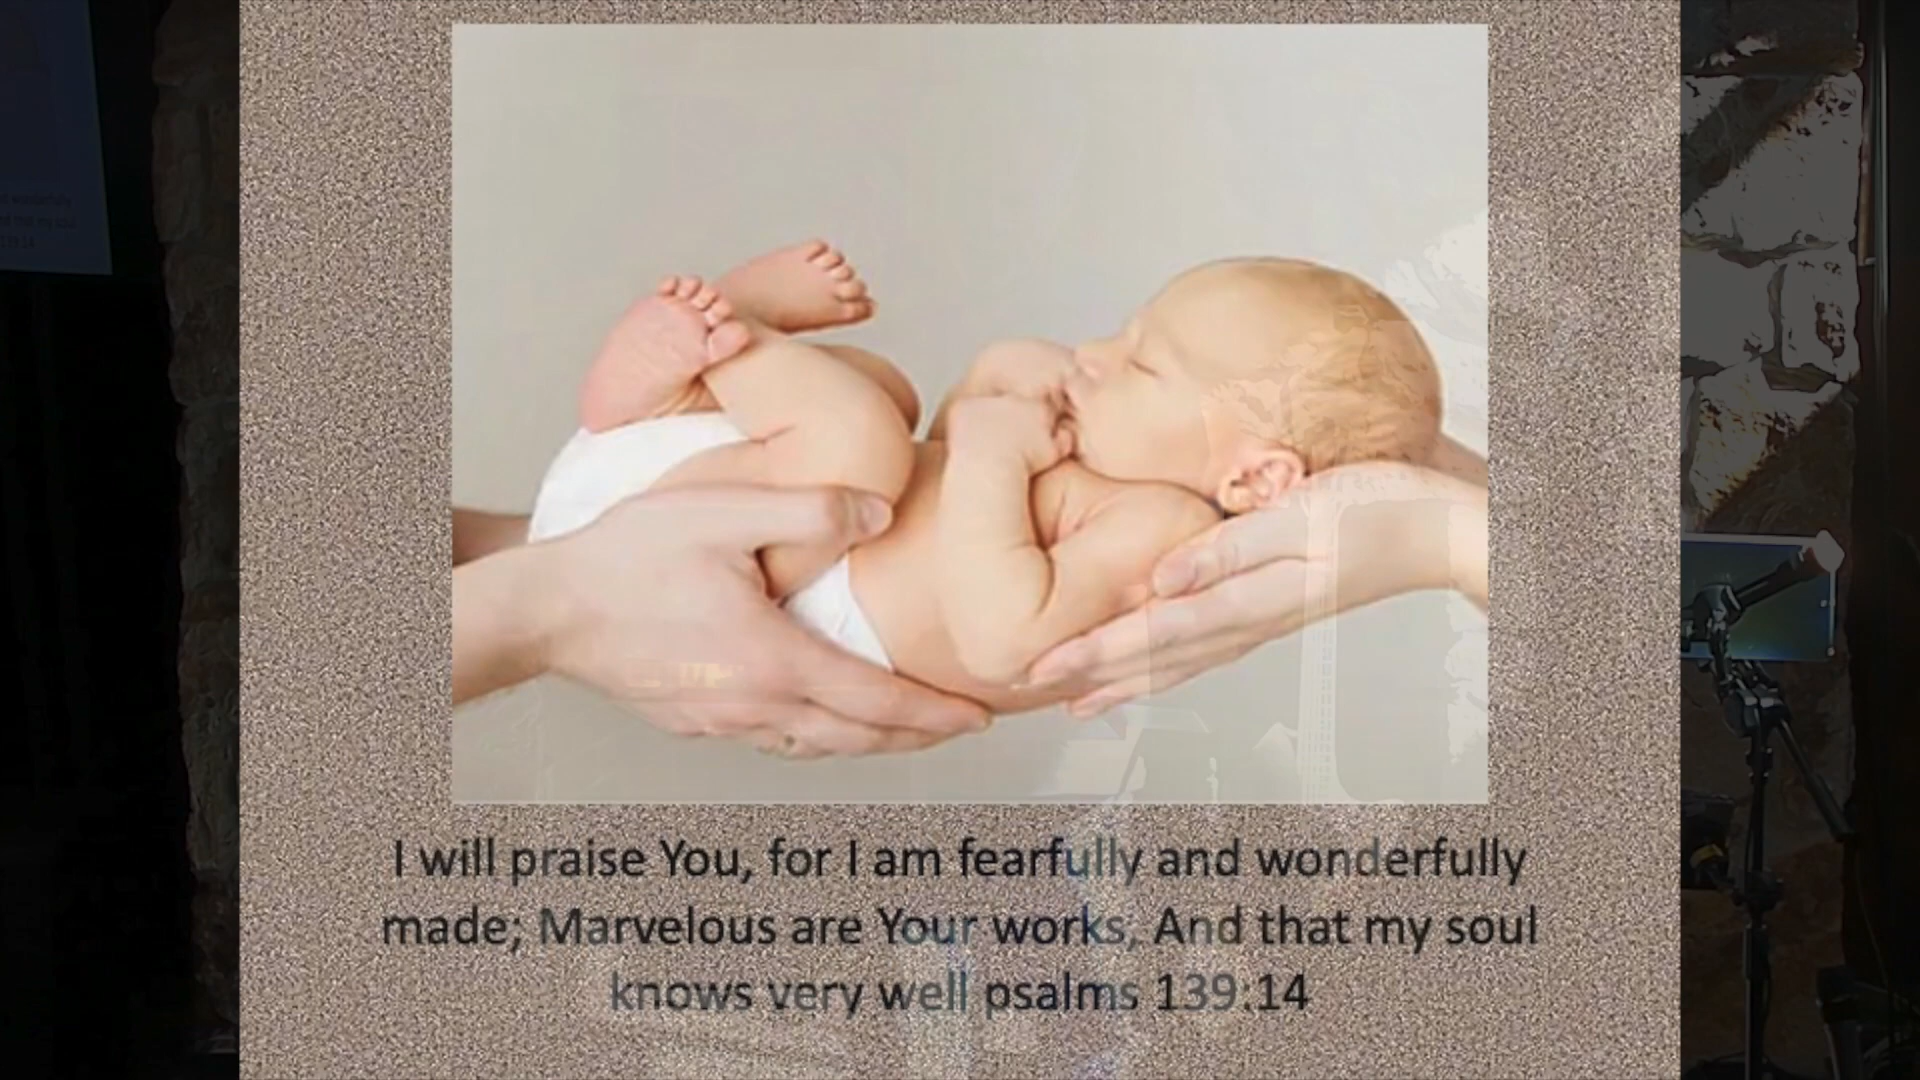 I will praise You, for I am fearfully and wonderfully
made; Marvelous are Your works, And that my soul
knows very well psalms 139:14